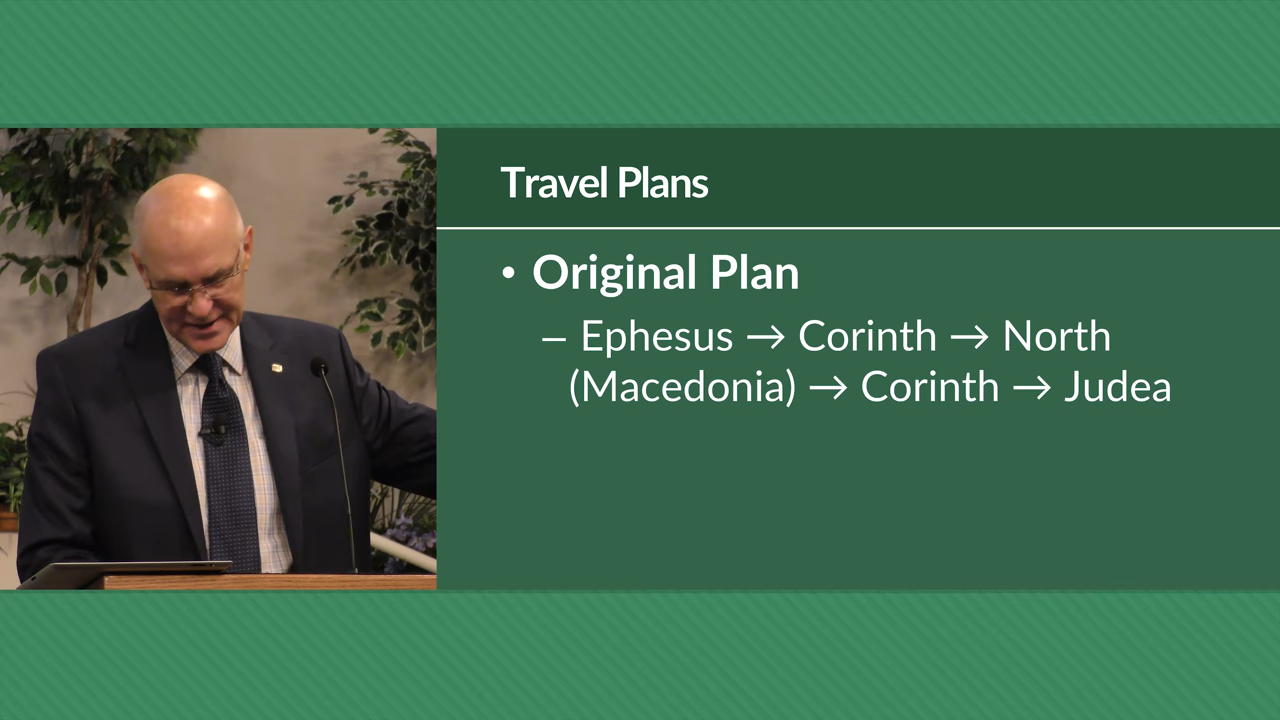 Travel Plans
• Original Plan
– Ephesus → Corinth → North
(Macedonia) → Corinth → Judea